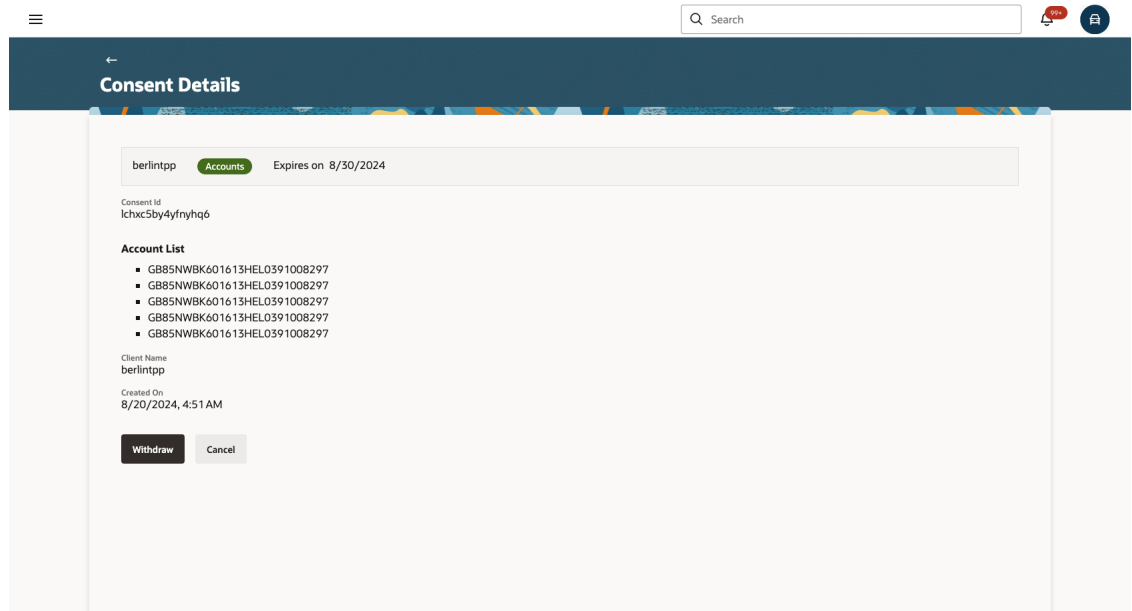 Search
99+
←
Consent Details
berlintpp Accounts Expires on 8/30/2024
Consent Id
lchxc5by4yfnyhq6
Account List
▪ GB85NWBK601613HEL0391008297
▪ GB85NWBK601613HEL0391008297
▪ GB85NWBK601613HEL0391008297
▪ GB85NWBK601613HEL0391008297
▪ GB85NWBK601613HEL0391008297
Client Name
berlintpp
Created On
8/20/2024, 4:51 AM
Withdraw Cancel